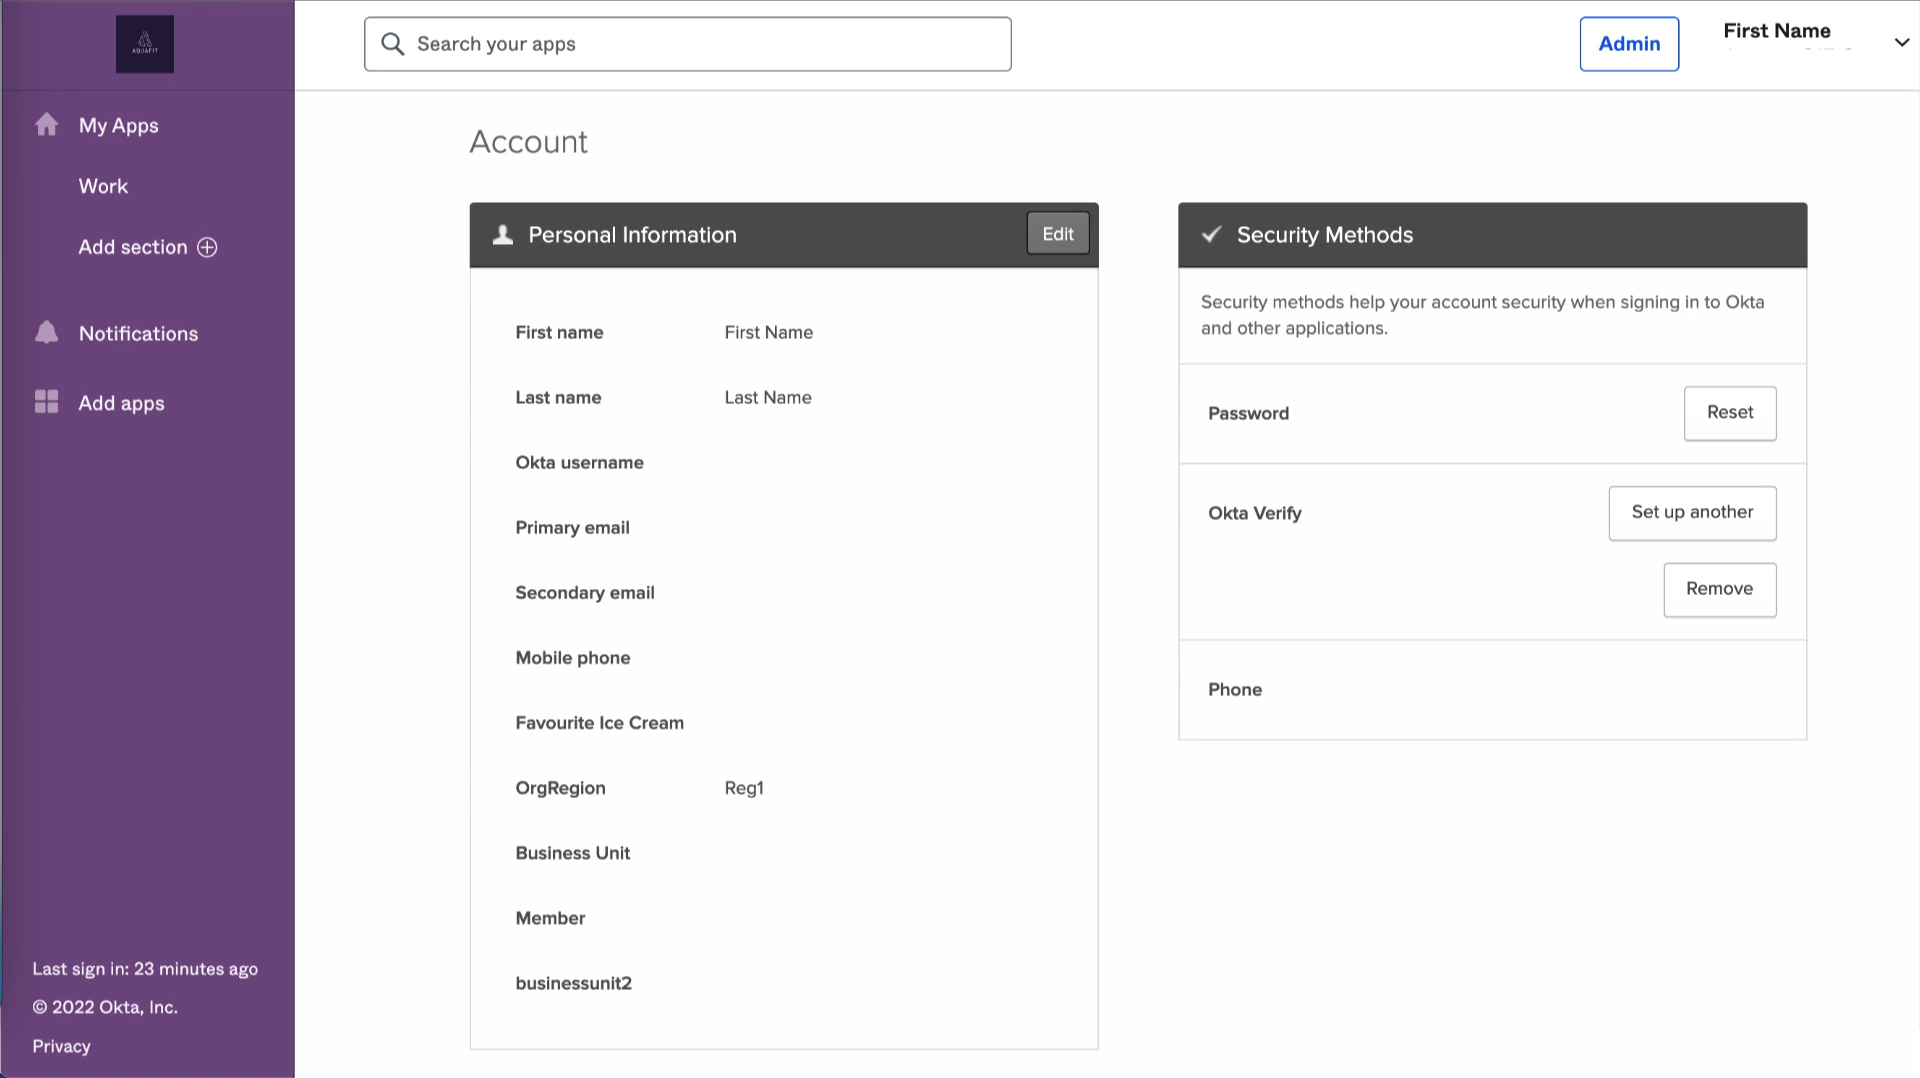 AQUAFIT
Search your apps
Admin
First Name
My Apps
Work
Add section
Notifications
Add apps
Last sign in: 23 minutes ago
© 2022 Okta, Inc.
Privacy
Account
Personal Information
Edit
First name First Name
Last name Last Name
Okta username
Primary email
Secondary email
Mobile phone
Favourite Ice Cream
OrgRegion Reg1
Business Unit
Member
businessunit2
Security Methods
Security methods help your account security when signing in to Okta
and other applications.
Password Reset
Okta Verify Set up another
Remove
Phone